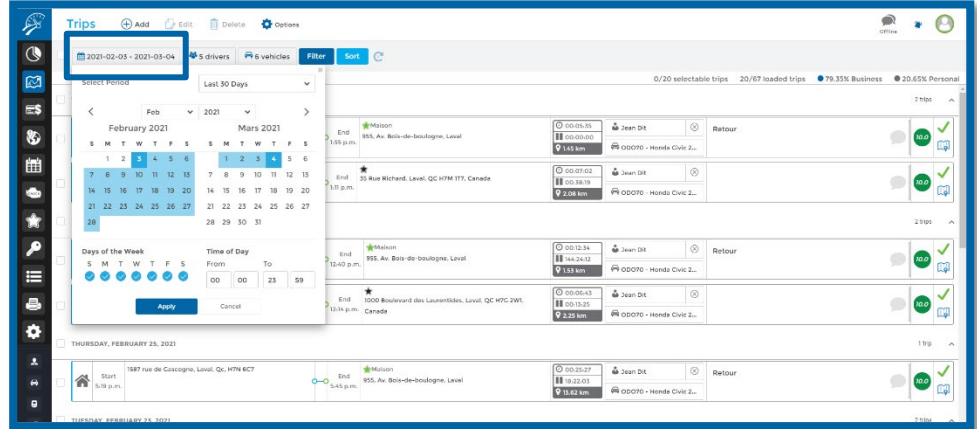 Trips Add Edit Delete Options Offline
2021-02-03 - 2021-03-04 5 drivers 6 vehicles Filter Sort
Select Period Last 30 Days
0/20 selectable trips 20/67 loaded trips 79.35% Business 20.65% Personal
2 trips
Feb 2021
February 2021 Mars 2021
S M T W T F S S M T W T F S
1 2 3 4 5 6 1 2 3 4 5 6
7 8 9 10 11 12 13 7 8 9 10 11 12 13
14 15 16 17 18 19 20 14 15 16 17 18 19 20
21 22 23 24 25 26 27 21 22 23 24 25 26 27
28 28 29 30 31
Days of the Week Time of Day
S M T W T F S From To
00 00 23 59
Apply Cancel
End Maison 00:05:35 Jean Dit Retour
1:55 p.m. 955, Av. Bois-de-boulogne, Laval 00:00:00 10.0
1.45 km ODO70 - Honda Civic 2...
End 00:07:02 Jean Dit
1:11 p.m. 35 Rue Richard, Laval, QC H7M 1T7, Canada 00:38:19 10.0
2.08 km ODO70 - Honda Civic 2...
2 trips
End Maison 00:12:34 Jean Dit Retour
12:40 p.m. 955, Av. Bois-de-boulogne, Laval 144:24:12 10.0
1.53 km ODO70 - Honda Civic 2...
End 00:06:43 Jean Dit
12:14 p.m. 1000 Boulevard des Laurentides, Laval, QC H7G 2W1, Canada 00:13:25 10.0
2.25 km ODO70 - Honda Civic 2...
THURSDAY, FEBRUARY 25, 2021 1 trip
Start 1587 rue de Gascogne, Laval, Qc, H7N 6C7 End Maison 00:25:27 Jean Dit Retour
5:19 p.m. 5:45 p.m. 955, Av. Bois-de-boulogne, Laval 19:22:03 10.0
15.62 km ODO70 - Honda Civic 2...
TUESDAY, FEBRUARY 23, 2021 2 trips